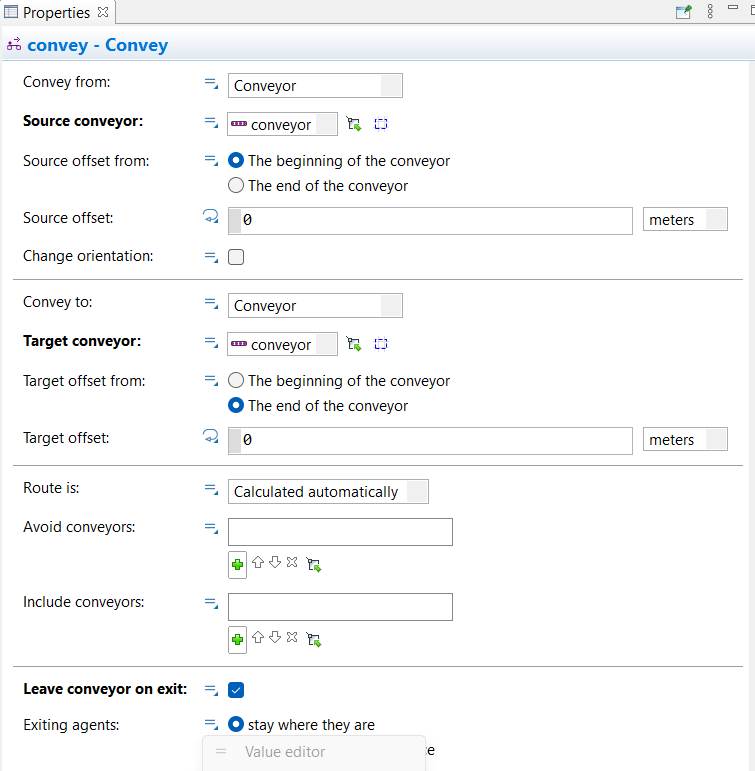 Properties
convey - Convey
Convey from:
Conveyor
Source conveyor:
conveyor
Source offset from:
The beginning of the conveyor
The end of the conveyor
Source offset:
0
meters
Change orientation:
Convey to:
Conveyor
Target conveyor:
conveyor
Target offset from:
The beginning of the conveyor
The end of the conveyor
Target offset:
0
meters
Route is:
Calculated automatically
Avoid conveyors:
Include conveyors:
Leave conveyor on exit:
Exiting agents:
stay where they are
= Value editor